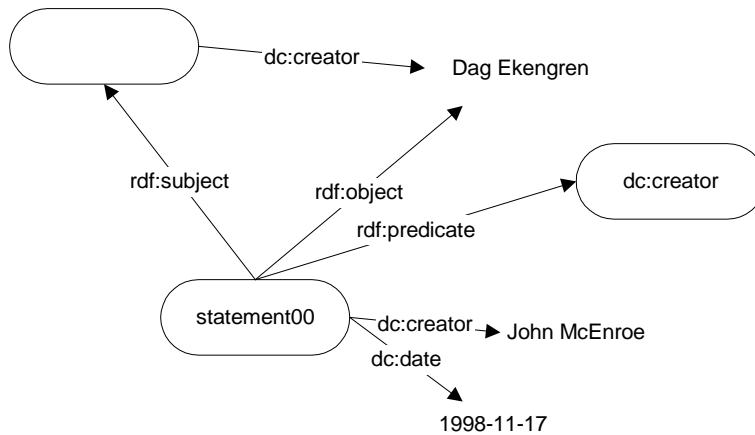 dc:creator
Dag Ekengren
rdf:subject
rdf:object
dc:creator
rdf:predicate
statement00
dc:creator
John McEnroe
dc:date
1998-11-17